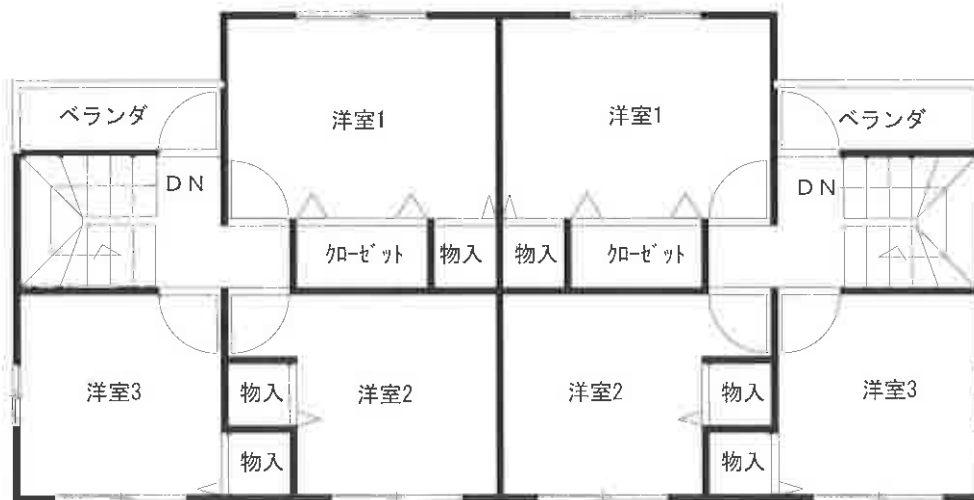 洋室1
洋室1
ベランダ
ベランダ
DN
DN
クローゼット
物入
物入
クローゼット
洋室3
物入
洋室2
洋室2
物入
洋室3
物入
物入